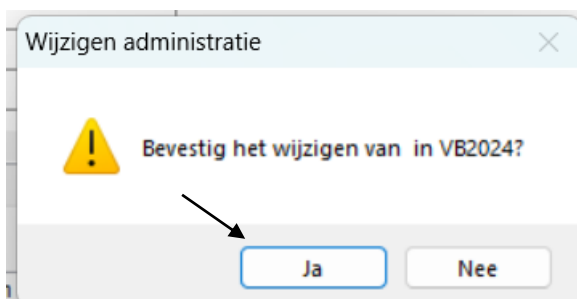 Wijzigen administratie
Bevestig het wijzigen van  in VB2024?
Ja
Nee